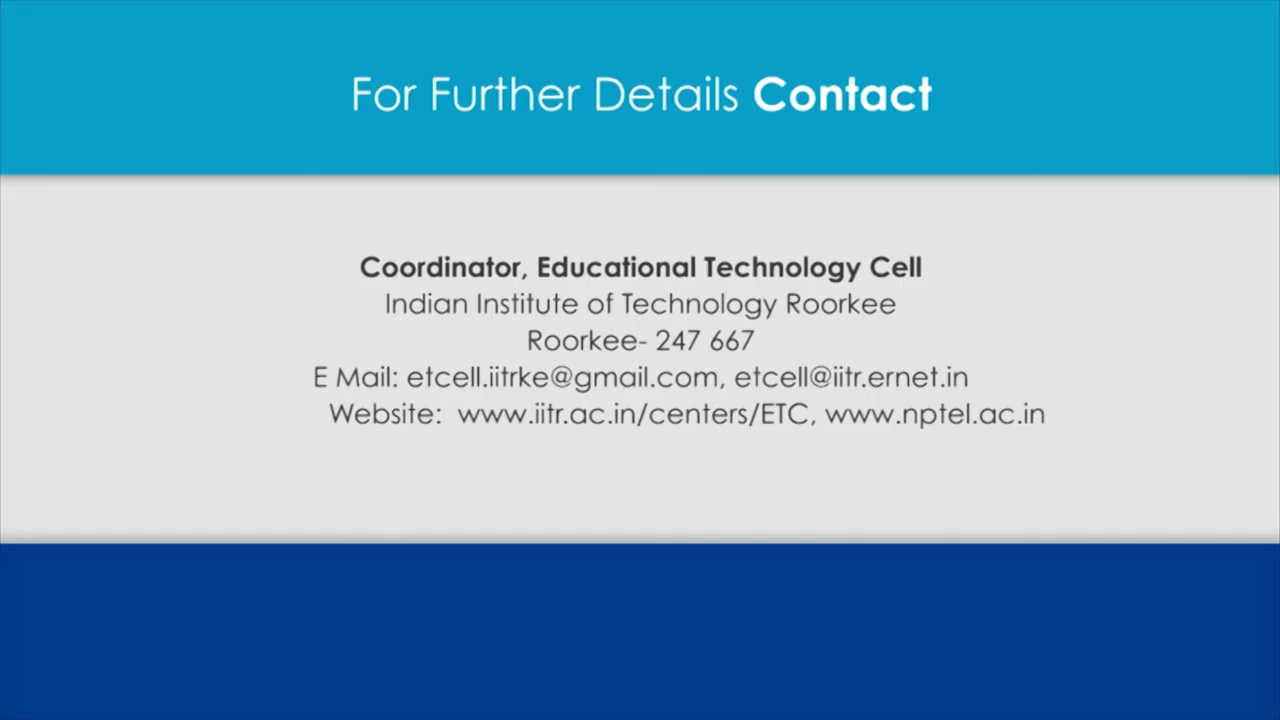 For Further Details Contact
Coordinator, Educational Technology Cell
Indian Institute of Technology Roorkee
Roorkee- 247 667
E Mail: etcell.iitrke@gmail.com, etcell@iitr.ernet.in
Website: www.iitr.ac.in/centers/ETC, www.nptel.ac.in